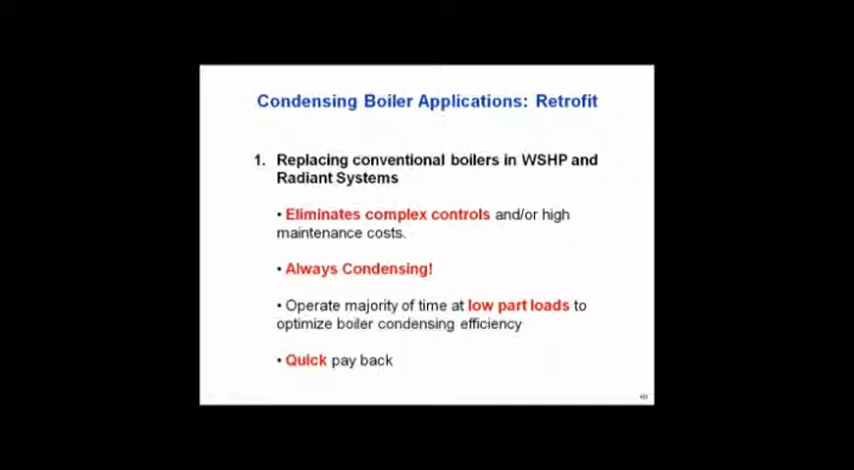 Condensing Boiler Applications: Retrofit
1. Replacing conventional boilers in WSHP and
Radiant Systems
• Eliminates complex controls and/or high
maintenance costs.
• Always Condensing!
• Operate majority of time at low part loads to
optimize boiler condensing efficiency
• Quick pay back